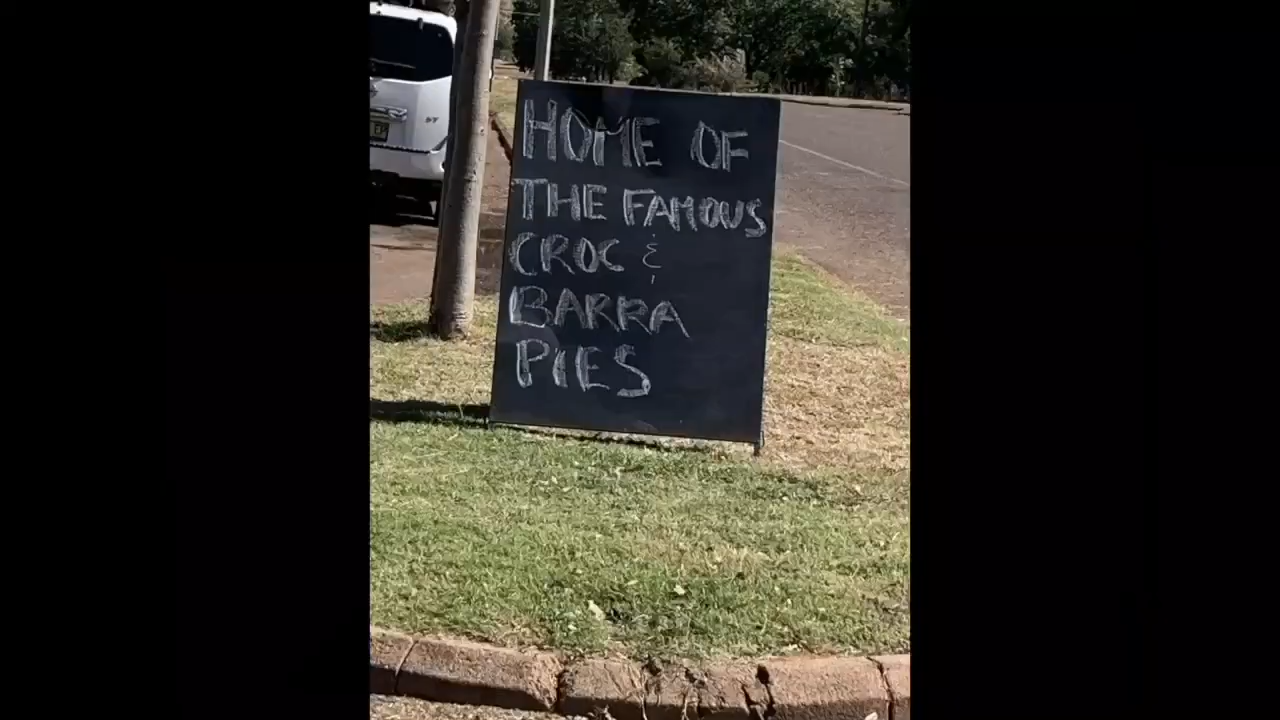 HOME OF
THE FAMOUS
CROC &
BARRA
PIES